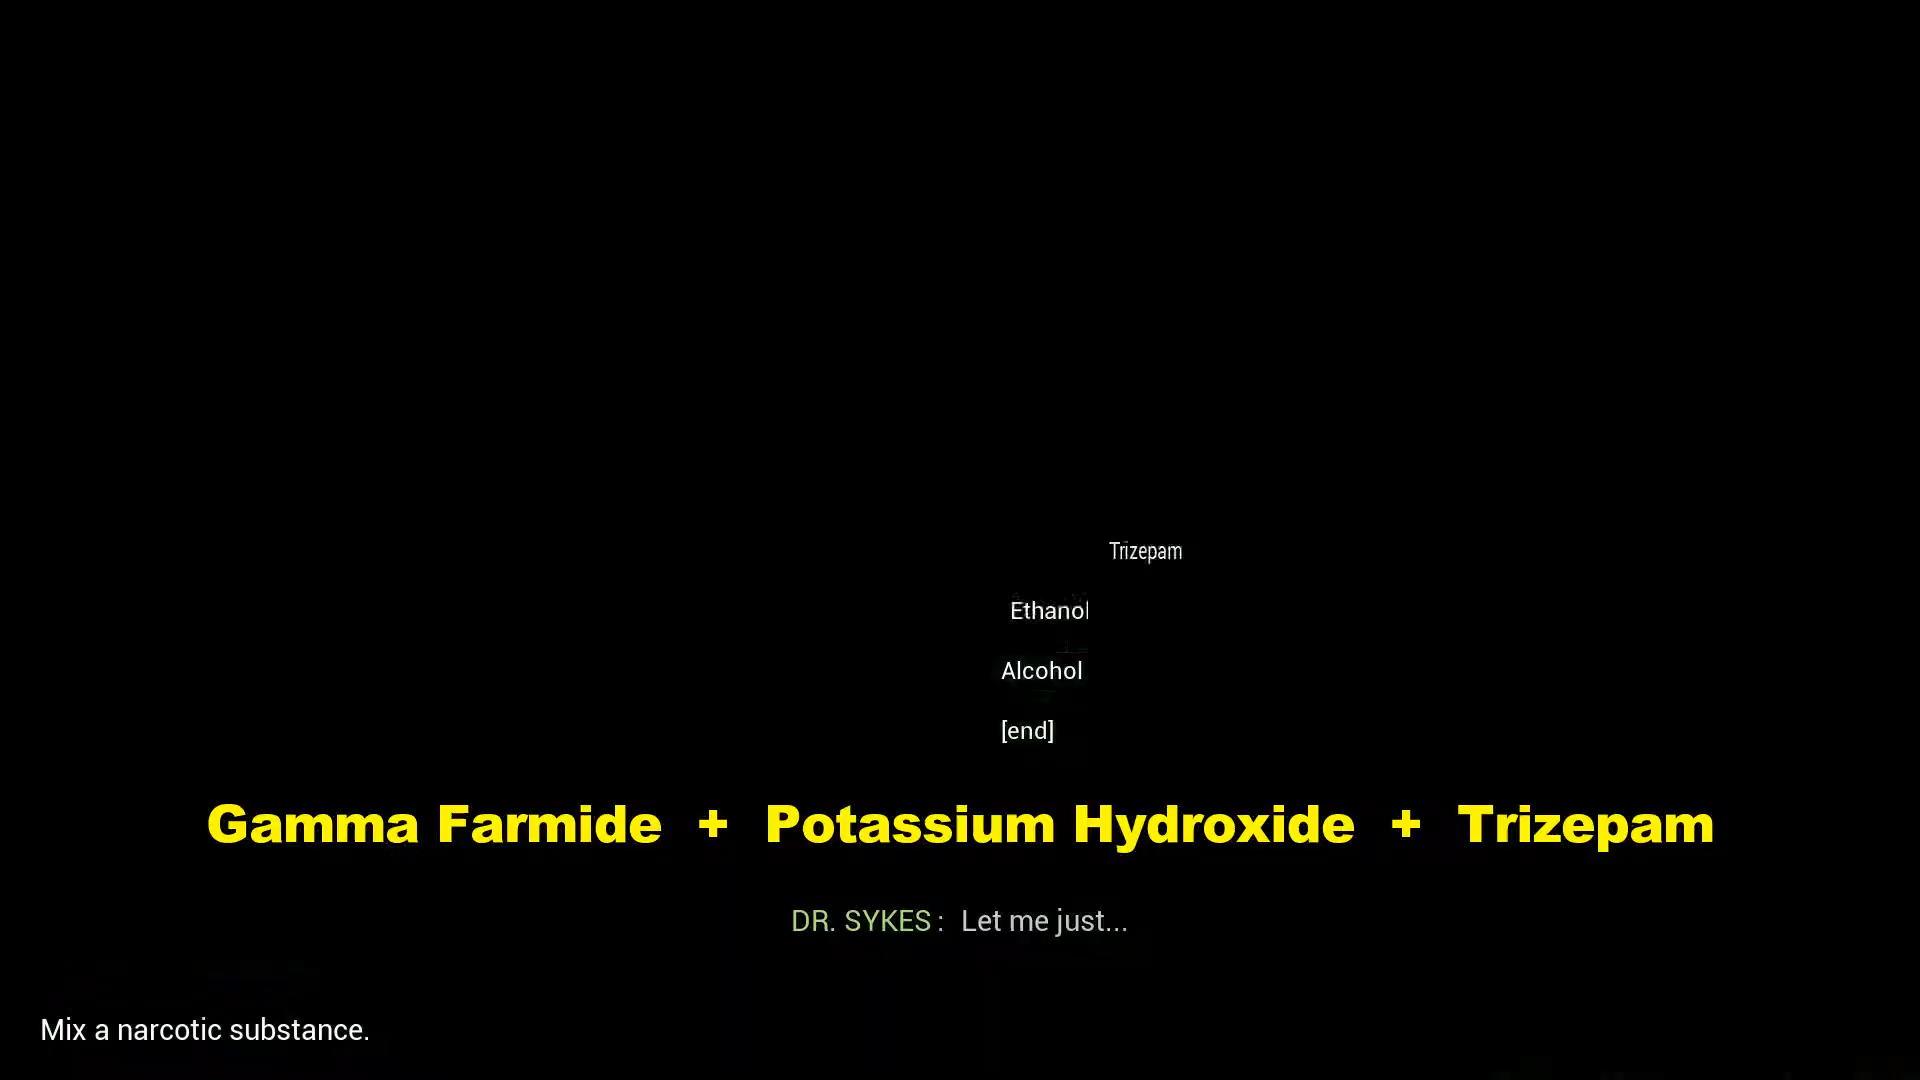 Trizepam
Ethanol
Alcohol
[end]
Gamma Farmide + Potassium Hydroxide + Trizepam
DR. SYKES: Let me just...
Mix a narcotic substance.